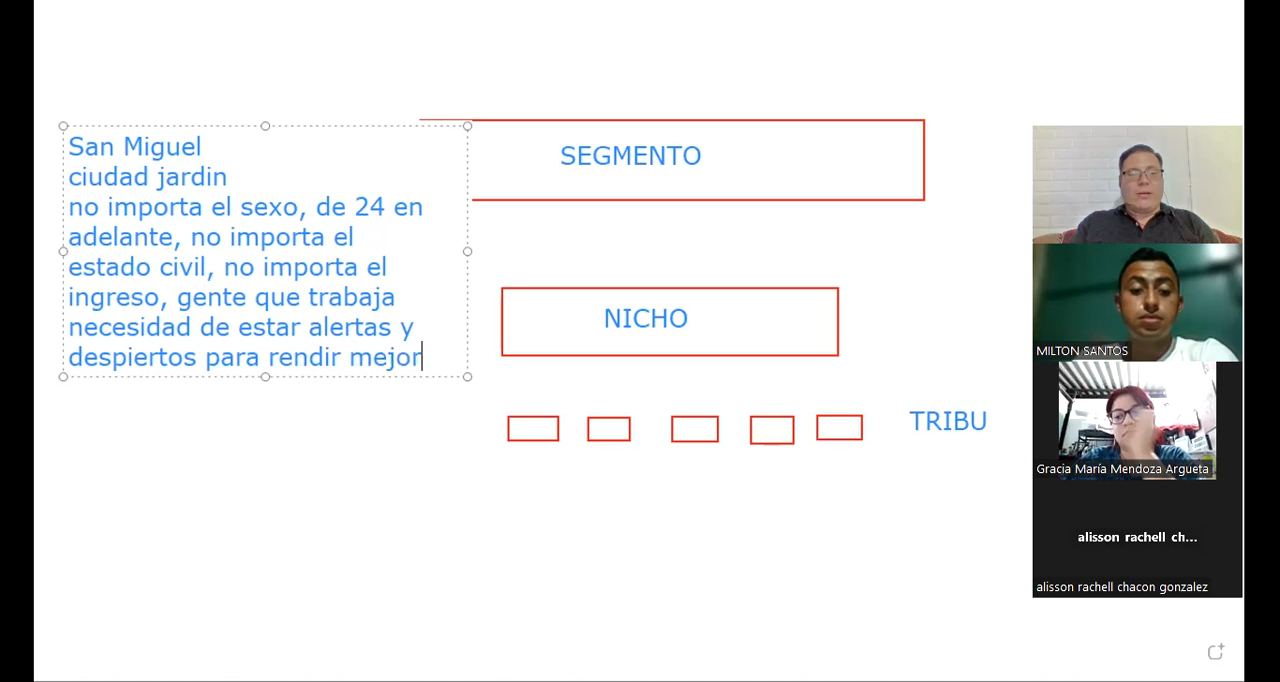 San Miguel
ciudad jardin
no importa el sexo, de 24 en
adelante, no importa el
estado civil, no importa el
ingreso, gente que trabaja
necesidad de estar alertas y
despiertos para rendir mejor
SEGMENTO
NICHO
TRIBU
MILTON SANTOS
Gracia María Mendoza Argueta
alisson rachell ch...
alisson rachell chacon gonzalez